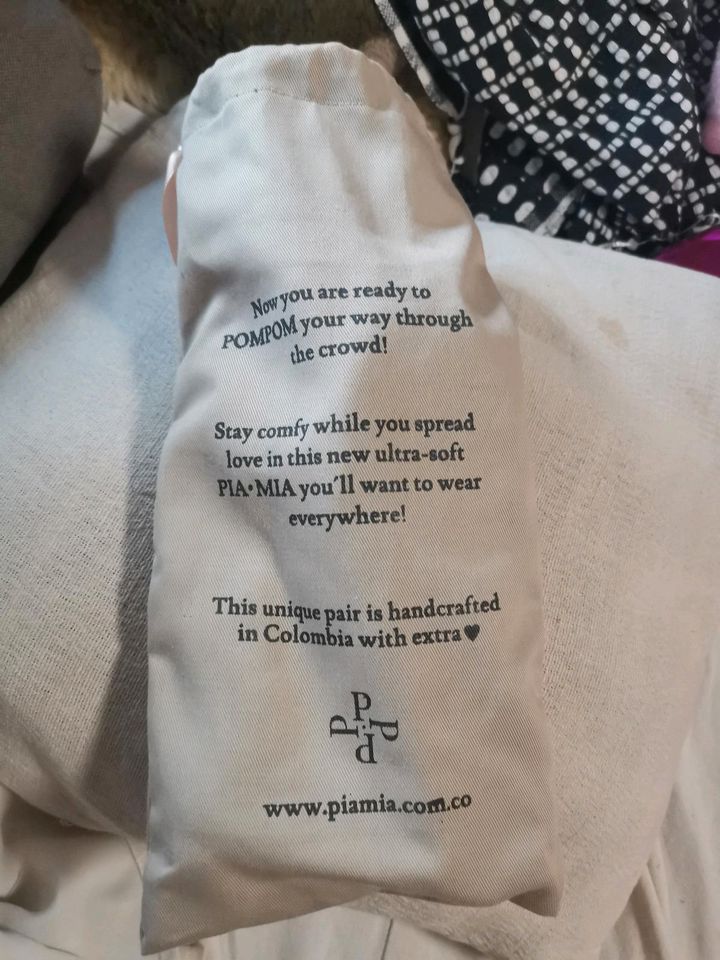 Now you are ready to
POMPOM your way through
the crowd!
Stay comfy while you spread
love in this new ultra-soft
PIA•MIA you'll want to wear
everywhere!
This unique pair is handcrafted
in Colombia with extra ♥
P
P P
P
www.piamia.com.co